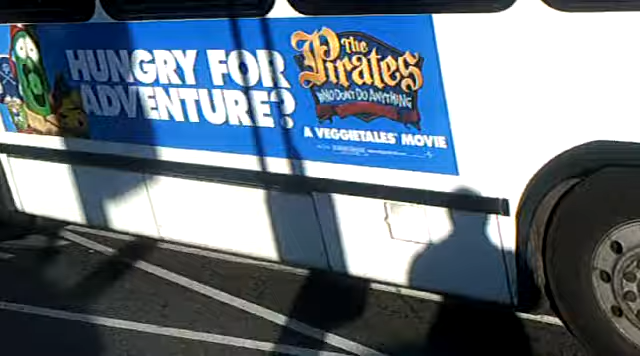 HUNGRY FOR
ADVENTURE?
The
Pirates
WHO DON'T DO ANYTHING
A VEGGIETALES MOVIE